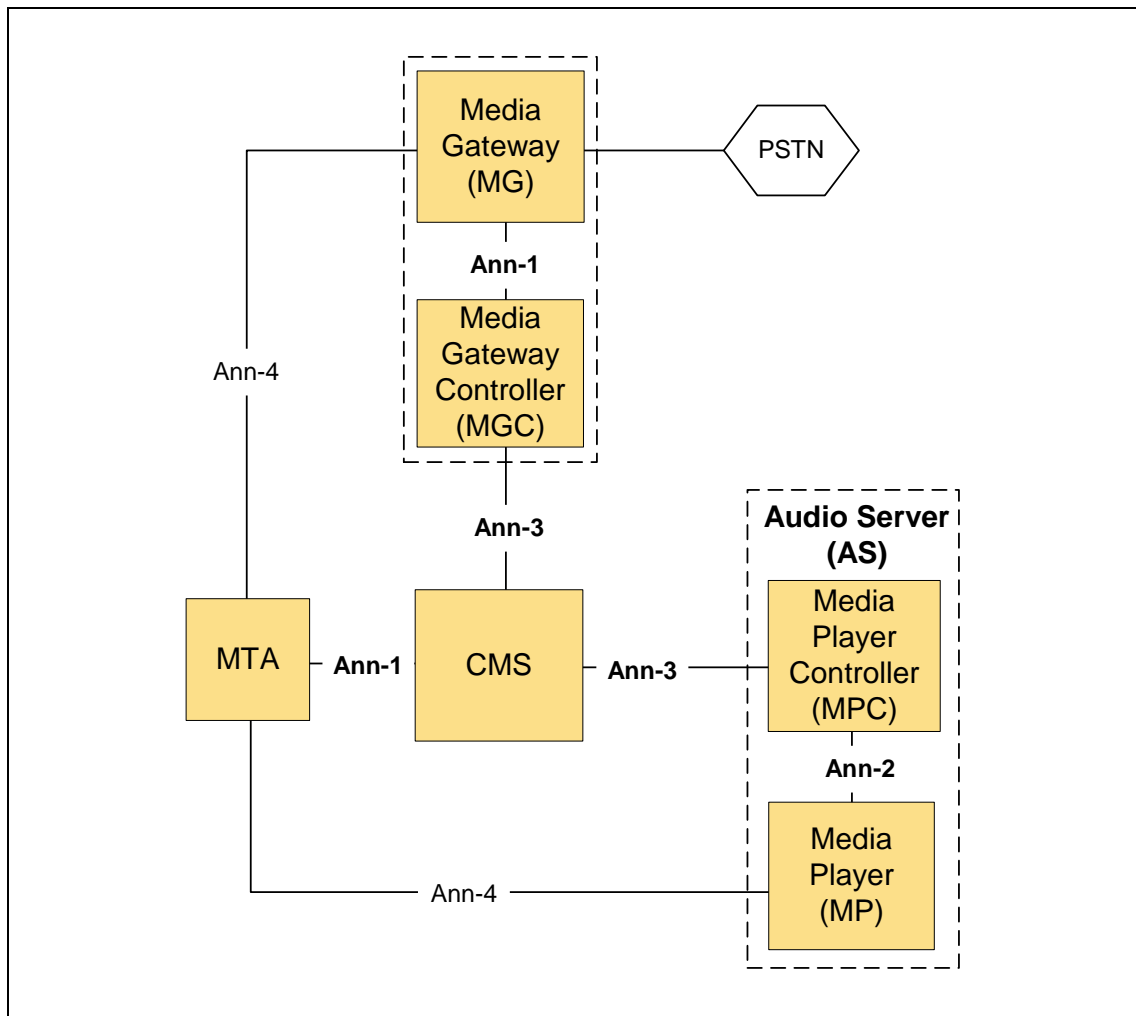 Media
Gateway
(MG)
PSTN
Ann-1
Media
Gateway
Controller
(MGC)
Ann-4
Ann-3
Audio Server
(AS)
Media
Player
Controller
(MPC)
MTA
Ann-1
CMS
Ann-3
Ann-2
Media
Player
(MP)
Ann-4